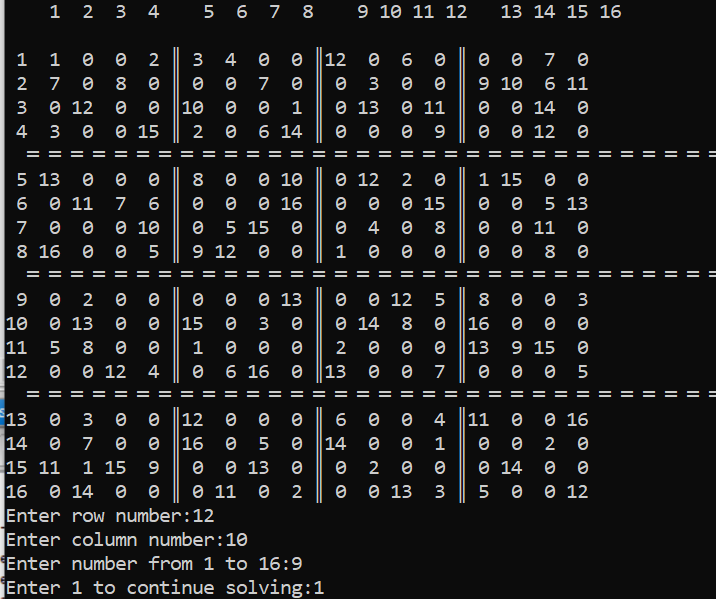 1 2 3 4 5 6 7 8 9 10 11 12 13 14 15 16
1 1 0 0 2 ║ 3 4 0 0 ║12 0 6 0 ║ 0 0 7 0
2 7 0 8 0 ║ 0 0 7 0 ║ 0 3 0 0 ║ 9 10 6 11
3 0 12 0 0 ║10 0 0 1 ║ 0 13 0 11 ║ 0 0 14 0
4 3 0 0 15 ║ 2 0 6 14 ║ 0 0 0 9 ║ 0 0 12 0
= = = = = = = = = = = = = = = = = = = = = = = = = = = = = = = =
5 13 0 0 0 ║ 8 0 0 10 ║ 0 12 2 0 ║ 1 15 0 0
6 0 11 7 6 ║ 0 0 0 16 ║ 0 0 0 15 ║ 0 0 5 13
7 0 0 0 10 ║ 0 5 15 0 ║ 0 4 0 8 ║ 0 0 11 0
8 16 0 0 5 ║ 9 12 0 0 ║ 1 0 0 0 ║ 0 0 8 0
= = = = = = = = = = = = = = = = = = = = = = = = = = = = = = = =
9 0 2 0 0 ║ 0 0 0 13 ║ 0 0 12 5 ║ 8 0 0 3
10 0 13 0 0 ║15 0 3 0 ║ 0 14 8 0 ║16 0 0 0
11 5 8 0 0 ║ 1 0 0 0 ║ 2 0 0 0 ║13 9 15 0
12 0 0 12 4 ║ 0 6 16 0 ║13 0 0 7 ║ 0 0 0 5
= = = = = = = = = = = = = = = = = = = = = = = = = = = = = = = =
13 0 3 0 0 ║12 0 0 0 ║ 6 0 0 4 ║11 0 0 16
14 0 7 0 0 ║16 0 5 0 ║14 0 0 1 ║ 0 0 2 0
15 11 1 15 9 ║ 0 0 13 0 ║ 0 2 0 0 ║ 0 14 0 0
16 0 14 0 0 ║ 0 11 0 2 ║ 0 0 13 3 ║ 5 0 0 12
Enter row number:12
Enter column number:10
Enter number from 1 to 16:9
Enter 1 to continue solving:1